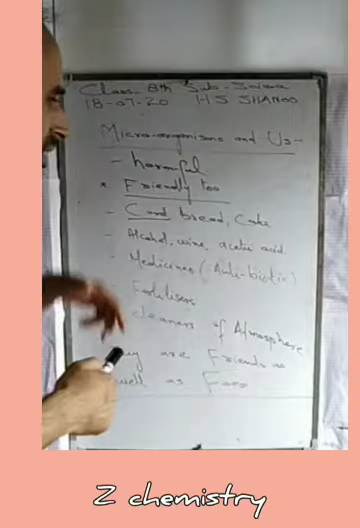 Class- 8th Sub- Science
18-07-20 HS SHANOO
Micro-organisms and Us-
- harmful
* Friendly too
- Curd bread, Cake
- Alcohol, wine, acetic acid.
- Medicines (Anti-biotic)
Fertilisers
cleaners of Atmosphere
are Friends as
well as Foes
Z chemistry